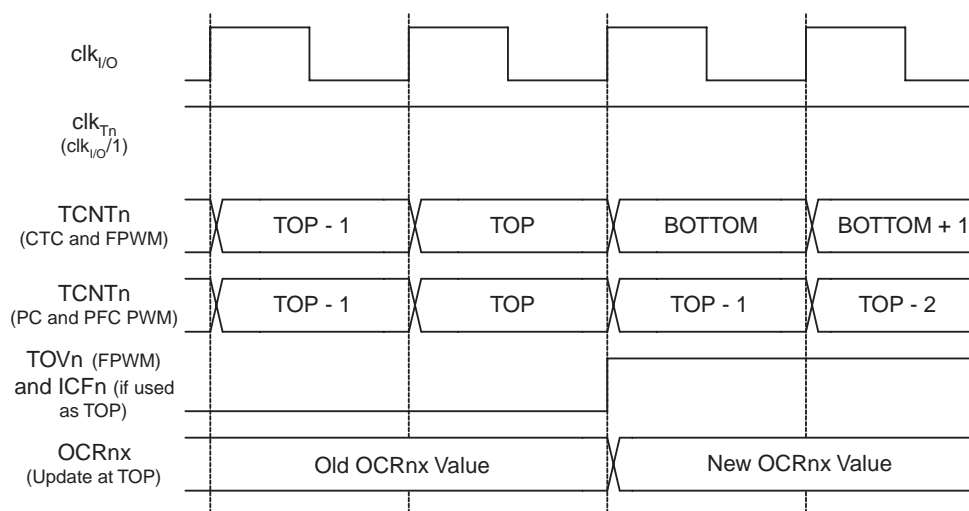 clkI/O
clkTn
(clkI/O/1)
TCNTn
(CTC and FPWM)
TOP - 1
TOP
BOTTOM
BOTTOM + 1
TCNTn
(PC and PFC PWM)
TOP - 1
TOP
TOP - 1
TOP - 2
TOVn (FPWM)
and ICFn (if used
as TOP)
OCRnx
(Update at TOP)
Old OCRnx Value
New OCRnx Value